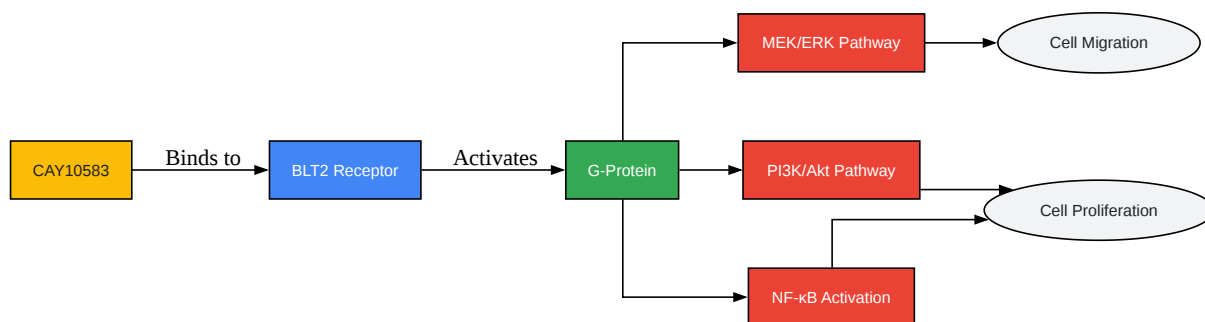 MEK/ERK Pathway
Cell Migration
CAY10583
Binds to
BLT2 Receptor
Activates
G-Protein
PI3K/Akt Pathway
Cell Proliferation
NF-κB Activation